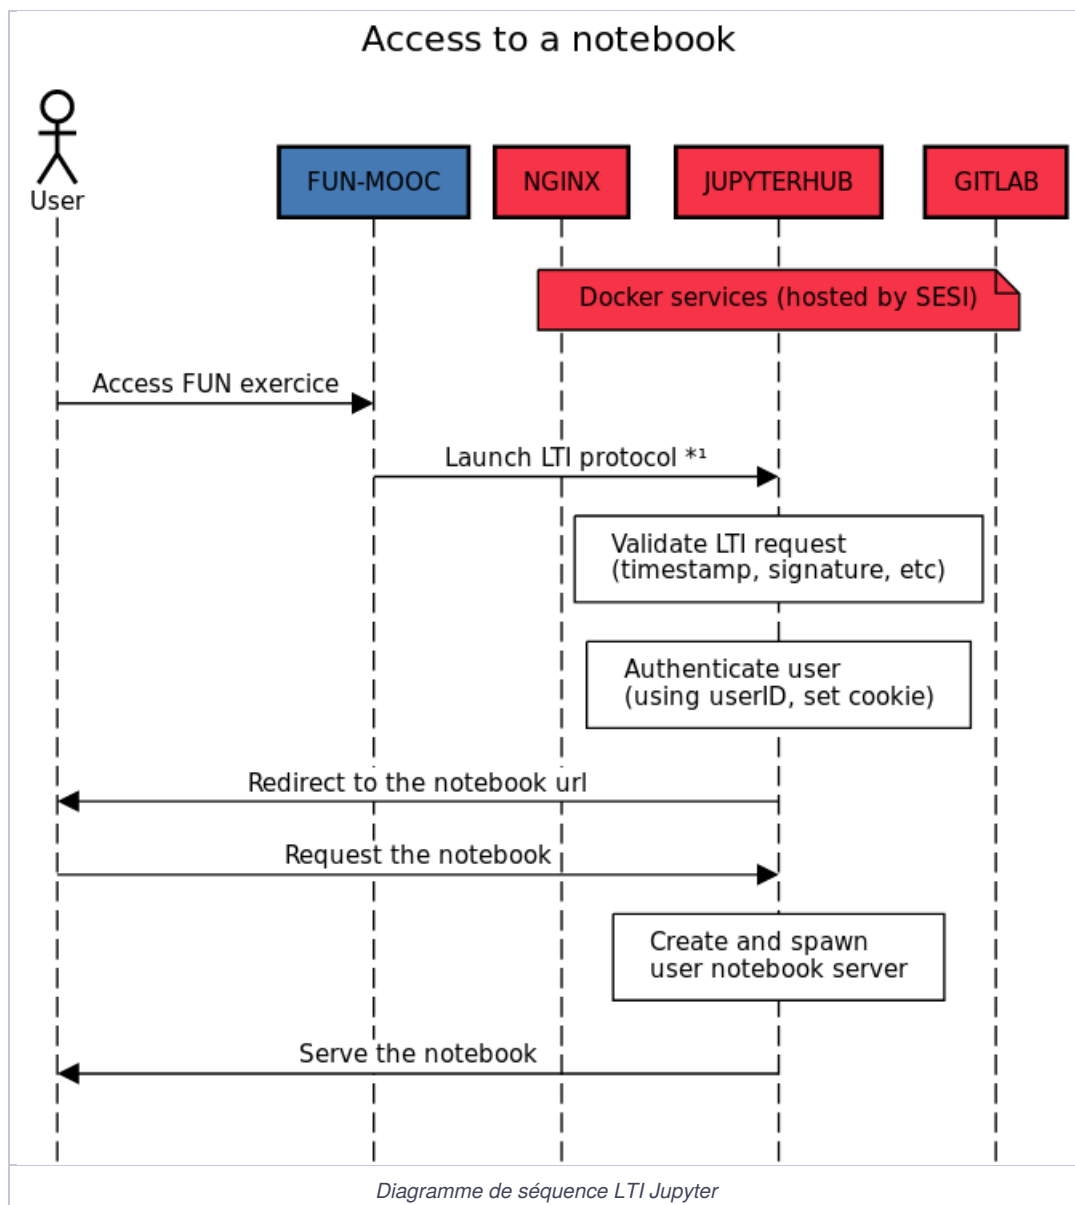 Access to a notebook
User
FUN-MOOC
NGINX
JUPYTERHUB
GITLAB
Docker services (hosted by SESI)
Access FUN exercice
Launch LTI protocol *¹
Validate LTI request
(timestamp, signature, etc)
Authenticate user
(using userID, set cookie)
Redirect to the notebook url
Request the notebook
Create and spawn
user notebook server
Serve the notebook
Diagramme de séquence LTI Jupyter